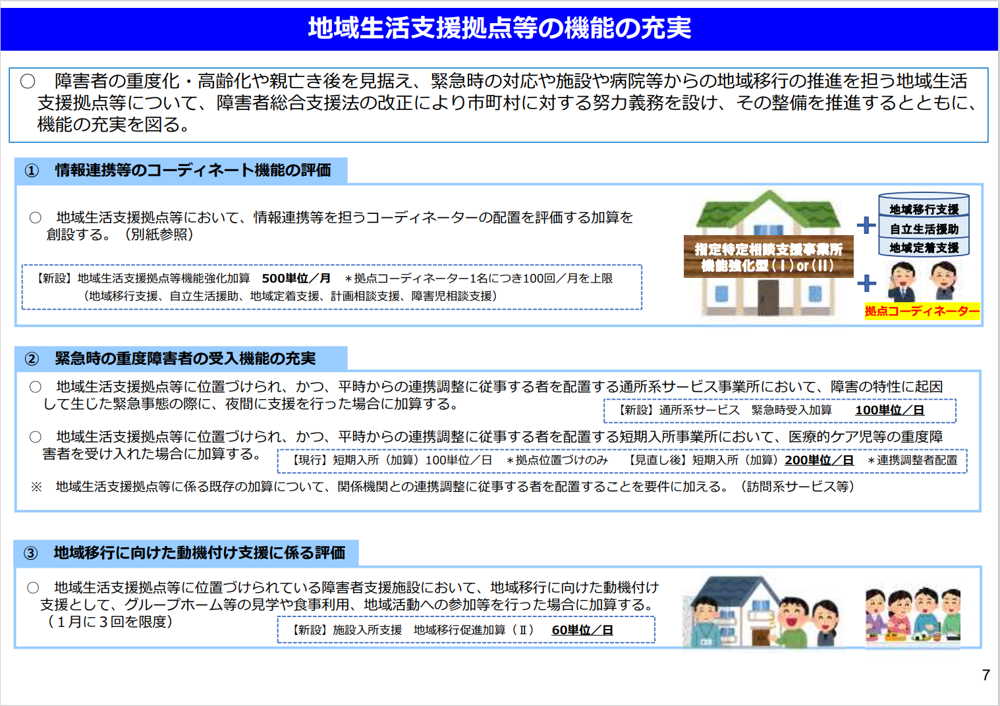 地域生活支援拠点等の機能の充実
○　障害者の重度化・高齢化や親亡き後を見据え、緊急時の対応や施設や病院等からの地域移行の推進を担う地域生活
支援拠点等について、障害者総合支援法の改正により市町村に対する努力義務を設け、その整備を推進するとともに、
機能の充実を図る。
①　情報連携等のコーディネート機能の評価
○　地域生活支援拠点等において、情報連携等を担うコーディネーターの配置を評価する加算を
創設する。（別紙参照）
【新設】地域生活支援拠点等機能強化加算　500単位／月　＊拠点コーディネーター1名につき100回／月を上限
（地域移行支援、自立生活援助、地域定着支援、計画相談支援、障害児相談支援）
指定特定相談支援事業所
機能強化型(Ⅰ)or(Ⅱ)
地域移行支援
自立生活援助
地域定着支援
拠点コーディネーター
②　緊急時の重度障害者の受入機能の充実
○　地域生活支援拠点等に位置づけられ、かつ、平時からの連携調整に従事する者を配置する通所系サービス事業所において、障害の特性に起因
して生じた緊急事態の際に、夜間に支援を行った場合に加算する。
【新設】通所系サービス　緊急時受入加算　　100単位／日
○　地域生活支援拠点等に位置づけられ、かつ、平時からの連携調整に従事する者を配置する短期入所事業所において、医療的ケア児等の重度障
害者を受け入れた場合に加算する。
【現行】短期入所（加算）100単位／日　＊拠点位置づけのみ　　【見直し後】短期入所（加算）200単位／日　＊連携調整者配置
※　地域生活支援拠点等に係る既存の加算について、関係機関との連携調整に従事する者を配置することを要件に加える。（訪問系サービス等）
③　地域移行に向けた動機付け支援に係る評価
○　地域生活支援拠点等に位置づけられている障害者支援施設において、地域移行に向けた動機付け
支援として、グループホーム等の見学や食事利用、地域活動への参加等を行った場合に加算する。
（１月に３回を限度）
【新設】施設入所支援　地域移行促進加算（Ⅱ）　60単位／日
7